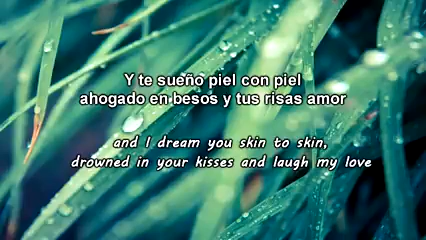 Y te sueño piel con piel
ahogado en besos y tus risas amor
and I dream you skin to skin,
drowned in your kisses and laugh my love